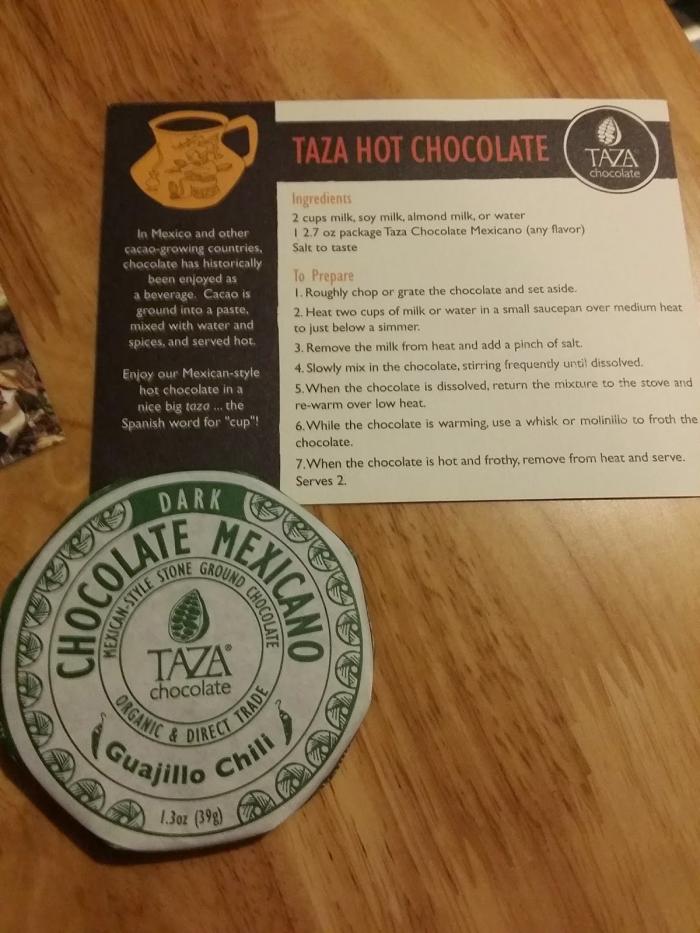 TAZA HOT CHOCOLATE
TAZA
chocolate
In Mexico and other
cacao-growing countries,
chocolate has historically
been enjoyed as
a beverage. Cacao is
ground into a paste,
mixed with water and
spices, and served hot.
Enjoy our Mexican-style
hot chocolate in a
nice big taza ... the
Spanish word for "cup"!
Ingredients
2 cups milk, soy milk, almond milk, or water
1 2.7 oz package Taza Chocolate Mexicano (any flavor)
Salt to taste
To Prepare
1. Roughly chop or grate the chocolate and set aside.
2. Heat two cups of milk or water in a small saucepan over medium heat
to just below a simmer.
3. Remove the milk from heat and add a pinch of salt.
4. Slowly mix in the chocolate, stirring frequently until dissolved.
5. When the chocolate is dissolved, return the mixture to the stove and
re-warm over low heat.
6. While the chocolate is warming, use a whisk or molinillo to froth the
chocolate.
7. When the chocolate is hot and frothy, remove from heat and serve.
Serves 2.
DARK
CHOCOLATE MEXICANO
MEXICAN-STYLE STONE GROUND CHOCOLATE
TAZA®
chocolate
ORGANIC & DIRECT TRADE
Guajillo Chili
1.3oz (39g)